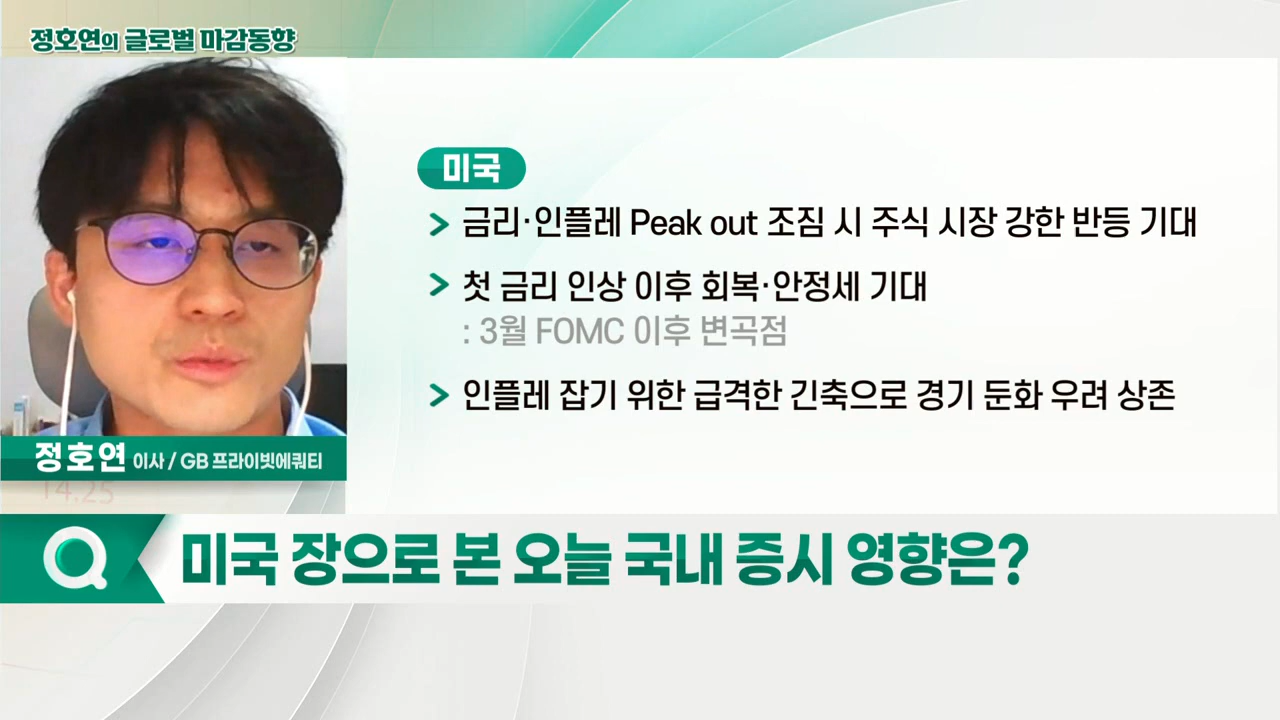 정호연의 글로벌 마감동향
미국
금리·인플레 Peak out 조짐 시 주식 시장 강한 반등 기대
첫 금리 인상 이후 회복·안정세 기대
: 3월 FOMC 이후 변곡점
인플레 잡기 위한 급격한 긴축으로 경기 둔화 우려 상존
정호연 이사 / GB 프라이빗에쿼티
14.25
Q 미국 장으로 본 오늘 국내 증시 영향은?